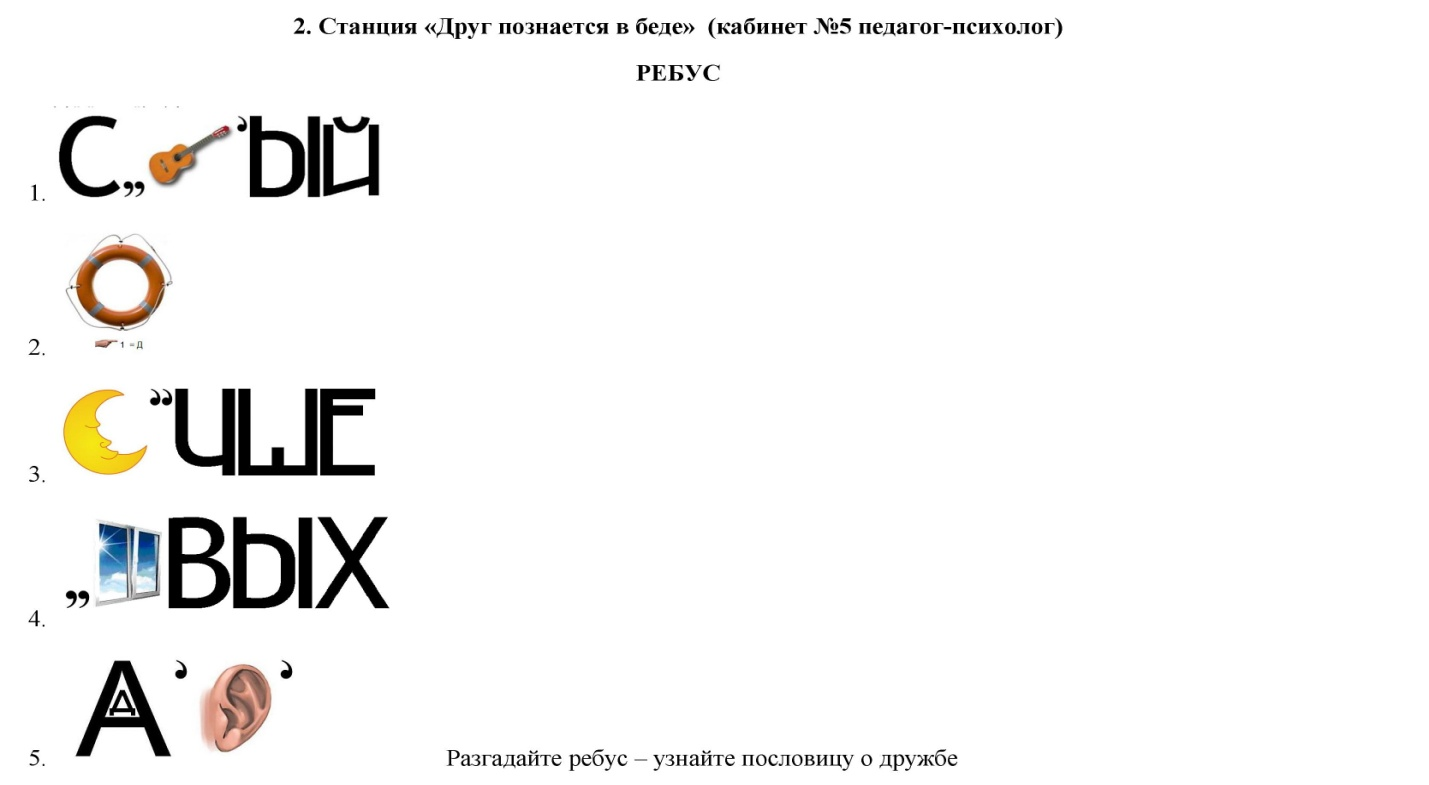 2. Станция «Друг познается в беде»  (кабинет №5 педагог-психолог)
РЕБУС
1. С,, 'ЫЙ
2. 1 = Д
3. ,,ЧШЕ
4. ,, ВЫХ
5. А д ' '
Разгадайте ребус – узнайте пословицу о дружбе